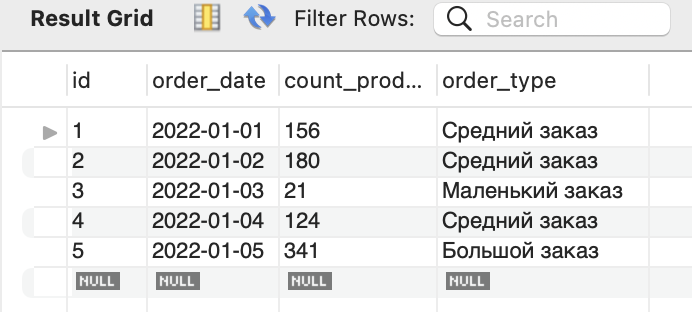 Result Grid Filter Rows: Search
id order_date count_prod... order_type
1 2022-01-01 156 Средний заказ
2 2022-01-02 180 Средний заказ
3 2022-01-03 21 Маленький заказ
4 2022-01-04 124 Средний заказ
5 2022-01-05 341 Большой заказ
NULL NULL NULL NULL